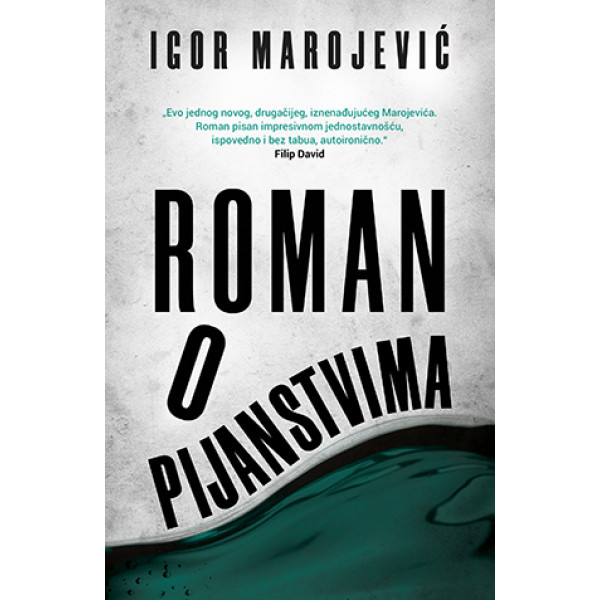 IGOR MAROJEVIĆ
„Evo jednog novog, drugačijeg, iznenađujućeg Marojevića.
Roman pisan impresivnom jednostavnošću,
ispovedno i bez tabua, autoironično.“
Filip David
ROMAN
O
PIJANSTVIMA